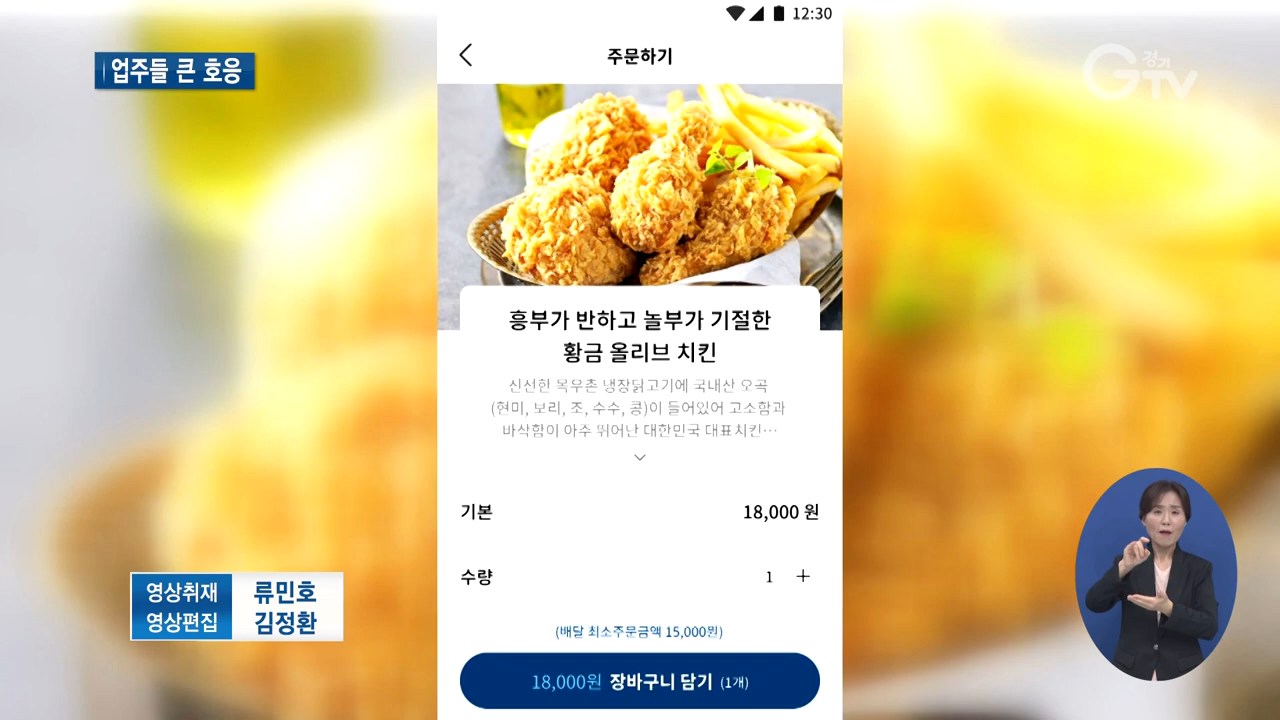 업주들 큰 호응
경기
GTV
12:30
주문하기
흥부가 반하고 놀부가 기절한
황금 올리브 치킨
신선한 목우촌 냉장닭고기에 국내산 오곡
(현미, 보리, 조, 수수, 콩)이 들어있어 고소함과
바삭함이 아주 뛰어난 대한민국 대표치킨…
기본 18,000 원
수량 1 +
(배달 최소주문금액 15,000원)
18,000원 장바구니 담기 (1개)
영상취재 류민호
영상편집 김정환